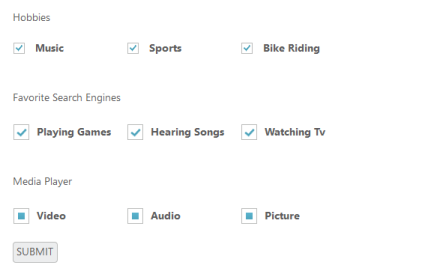 Hobbies
Music Sports Bike Riding
Favorite Search Engines
Playing Games Hearing Songs Watching Tv
Media Player
Video Audio Picture
SUBMIT